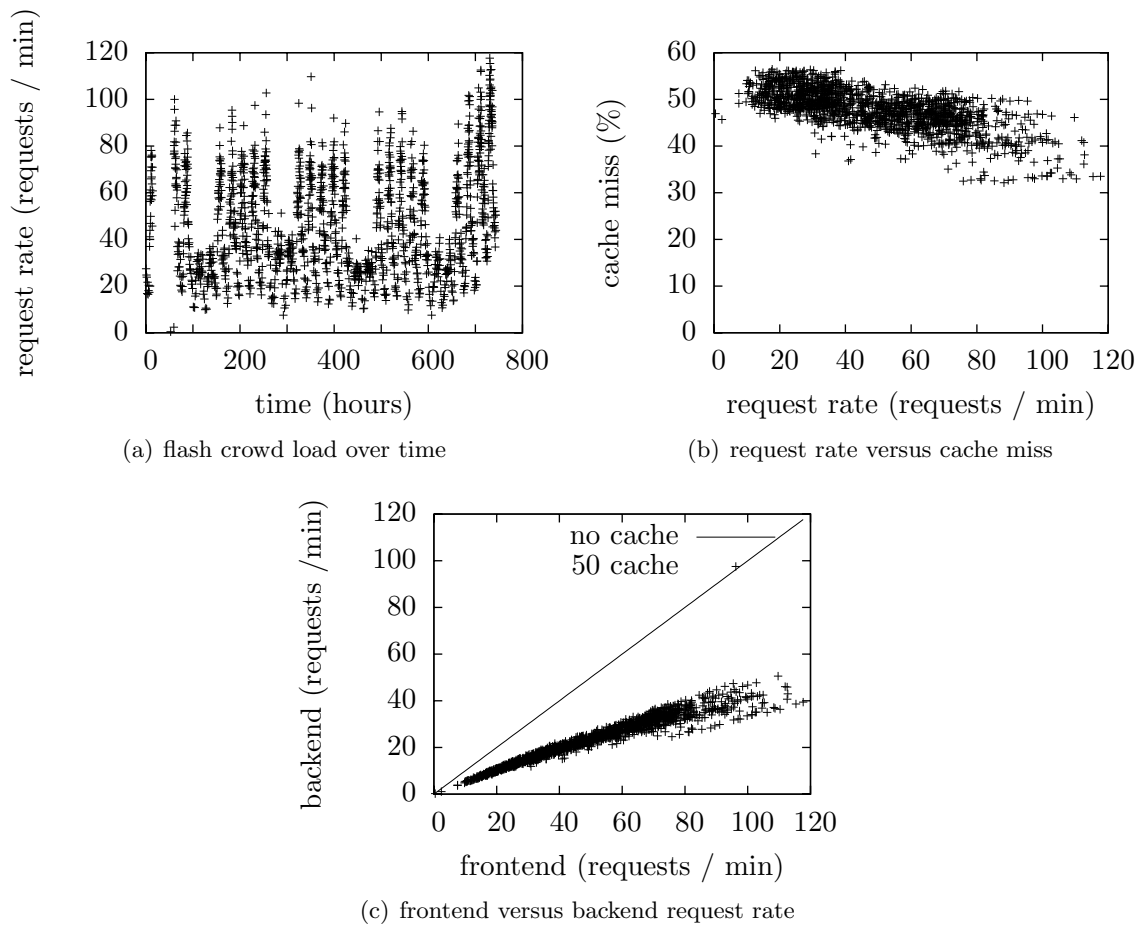 request rate (requests / min)
120
100
80
60
40
20
0
0 200 400 600 800
time (hours)
(a) flash crowd load over time
cache miss (%)
60
50
40
30
20
10
0
0 20 40 60 80 100 120
request rate (requests / min)
(b) request rate versus cache miss
backend (requests /min)
120
100
80
60
40
20
0
no cache
50 cache
0 20 40 60 80 100 120
frontend (requests / min)
(c) frontend versus backend request rate